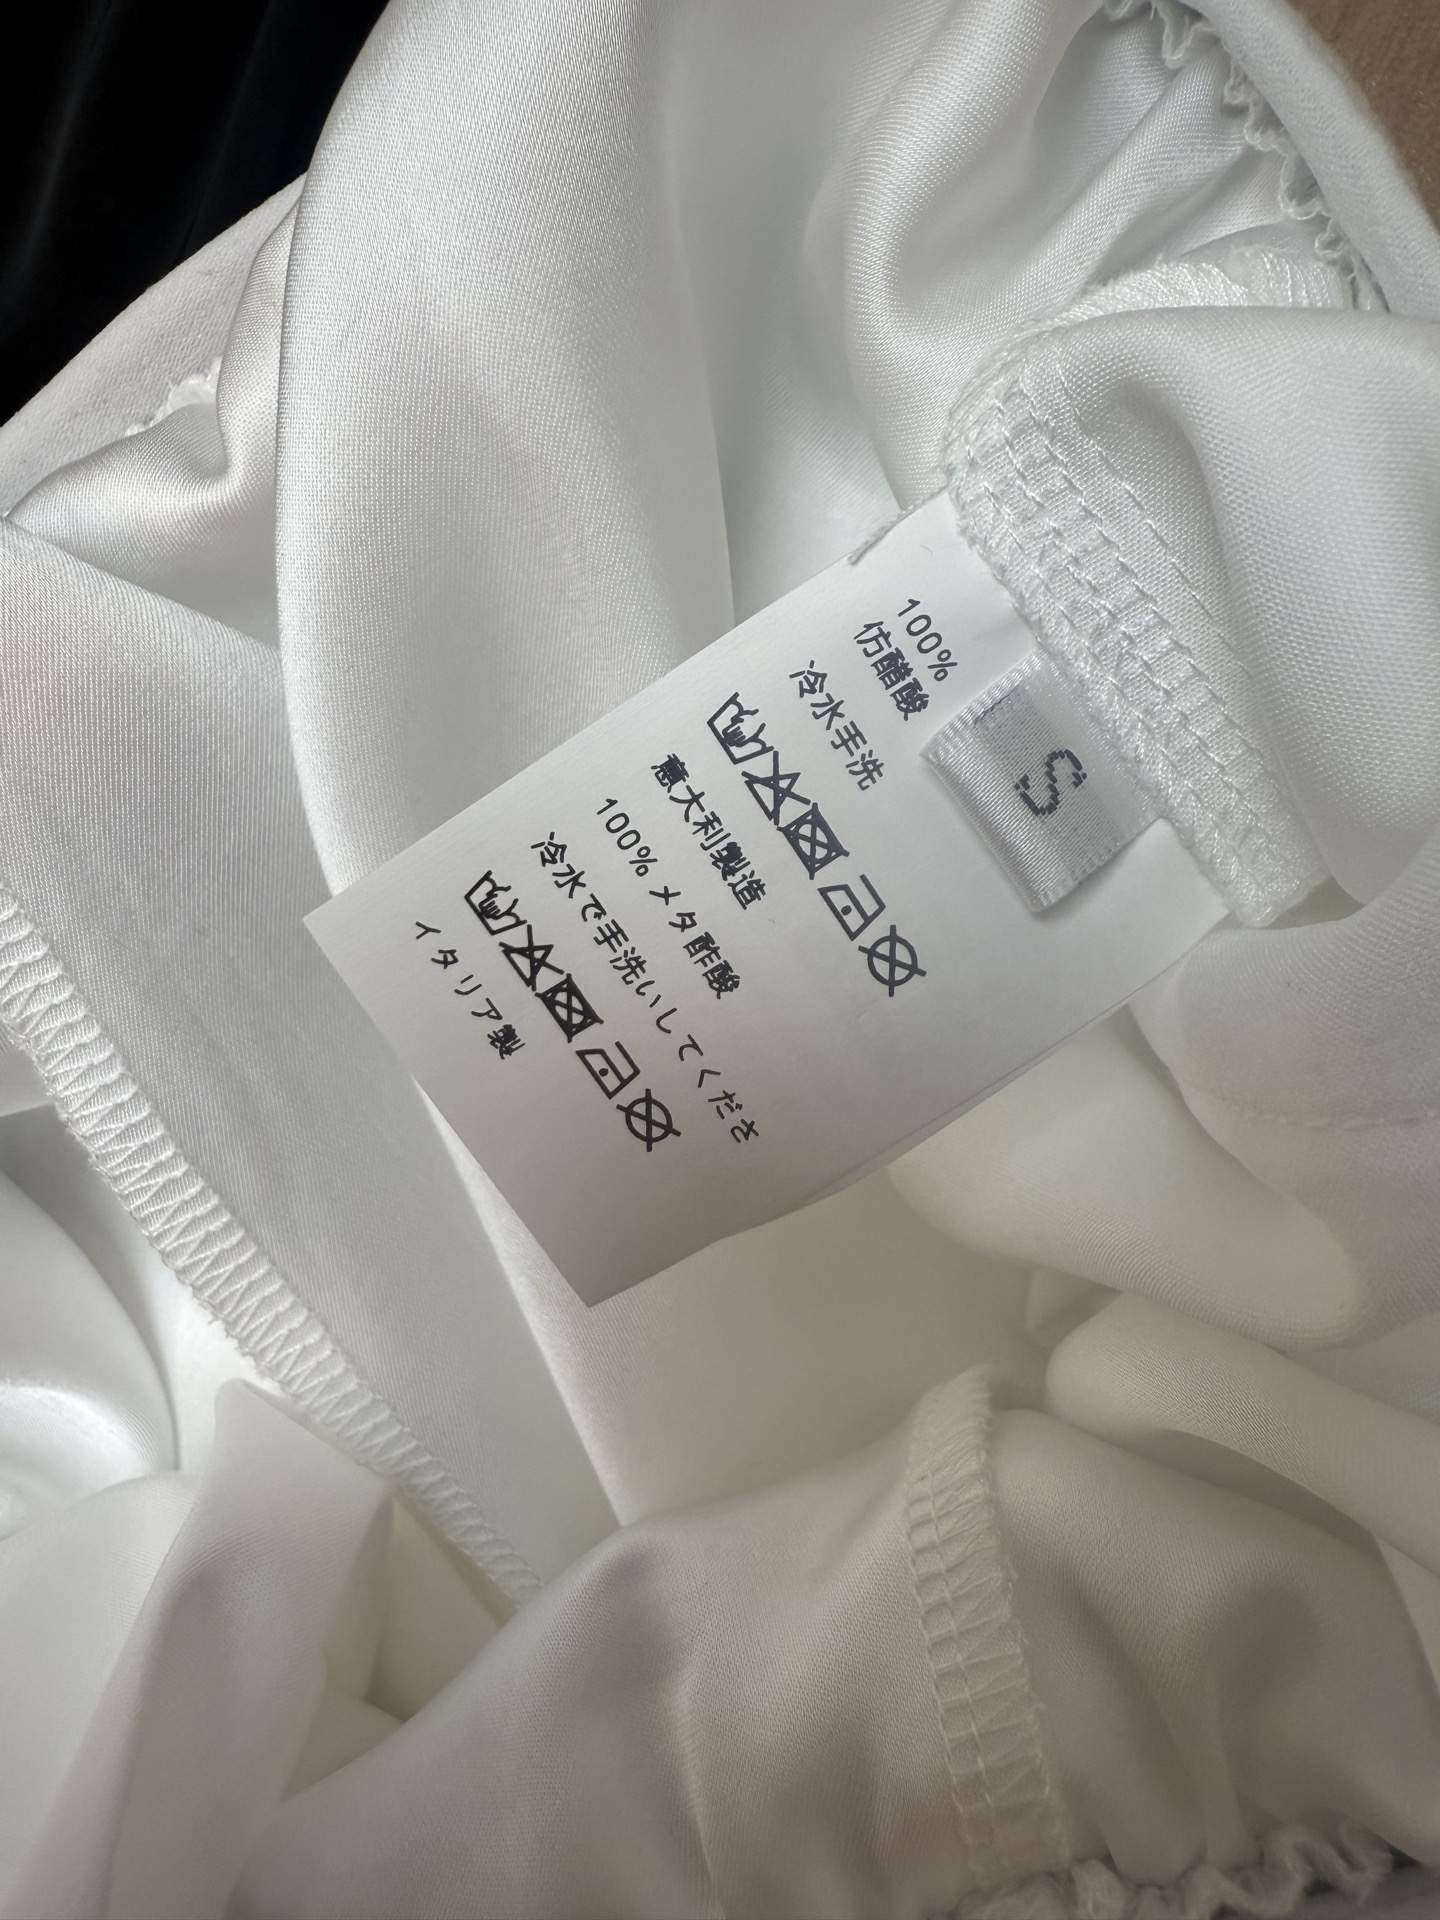 100%
仿醋酸
冷水手洗
意大利製造
100% メタ酢酸
冷水で手洗いしてくださ
イタリア製
S